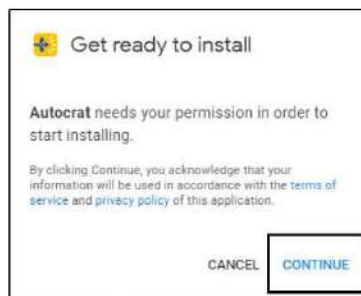 Get ready to install
Autocrat needs your permission in order to
start installing.
By clicking Continue, you acknowledge that your
information will be used in accordance with the terms of
service and privacy policy of this application.
CANCEL CONTINUE